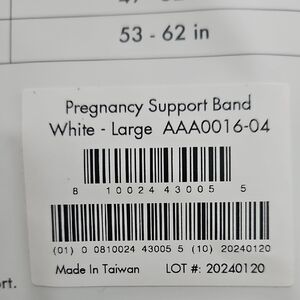 53 - 62 in
Pregnancy Support Band
White - Large AAA0016-04
8 10024 43005 5
(01) 0 0810024 43005 5 (10) 20240120
Made In Taiwan LOT #: 20240120